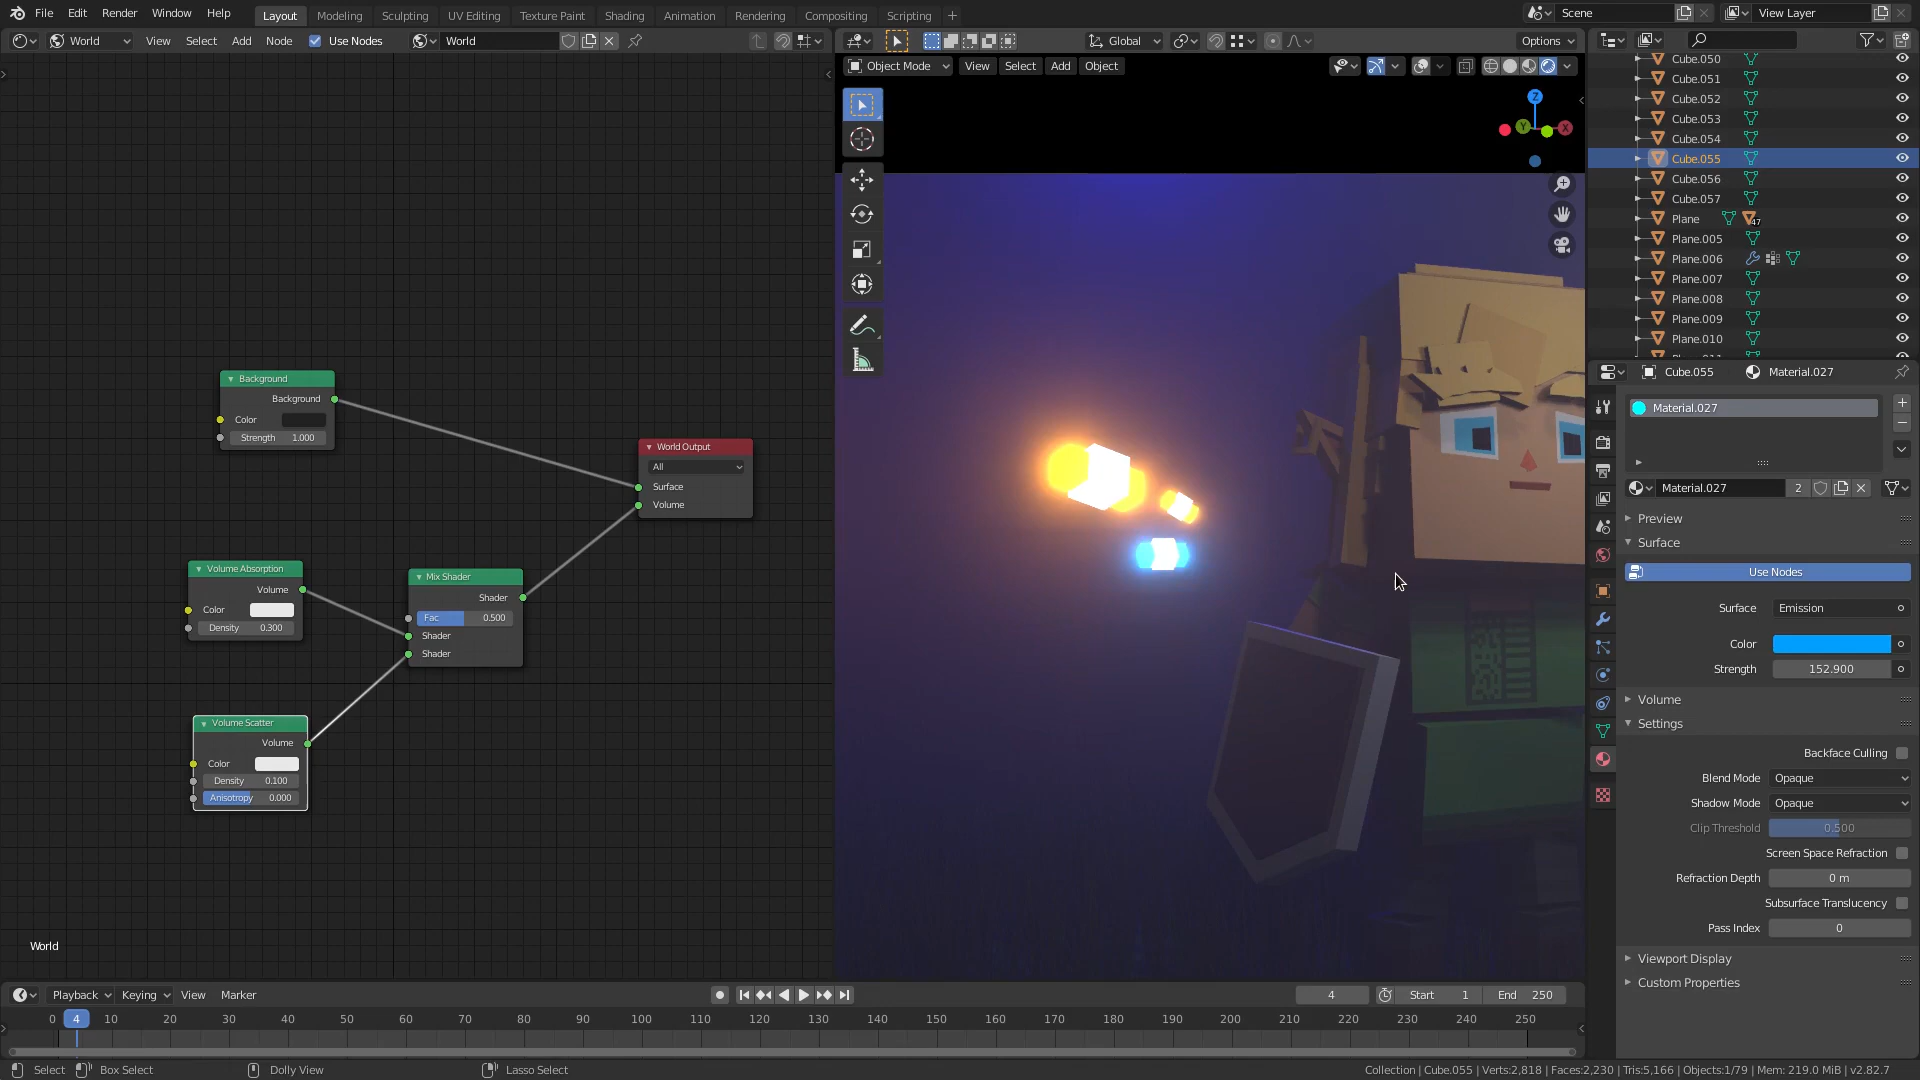 File Edit Render Window Help
Layout Modeling Sculpting UV Editing Texture Paint Shading Animation Rendering Compositing Scripting +
Scene
View Layer
World View Select Add Node Use Nodes World
Global
Options
Object Mode View Select Add Object
Z
Y
X
Cube.050
Cube.051
Cube.052
Cube.053
Cube.054
Cube.055
Cube.056
Cube.057
Plane 47
Plane.005
Plane.006
Plane.007
Plane.008
Plane.009
Plane.010
Background
Background
Color
Strength 1.000
World Output
All
Surface
Volume
Volume Absorption
Volume
Color
Density 0.300
Mix Shader
Shader
Fac 0.500
Shader
Shader
Volume Scatter
Volume
Color
Density 0.100
Anisotropy 0.000
World
Cube.055 Material.027
Material.027
Material.027 2
Preview
Surface
Use Nodes
Surface Emission
Color
Strength 152.900
Volume
Settings
Backface Culling
Blend Mode Opaque
Shadow Mode Opaque
Clip Threshold 0.500
Screen Space Refraction
Refraction Depth 0 m
Subsurface Translucency
Pass Index 0
Viewport Display
Custom Properties
Playback Keying View Marker
4 Start 1 End 250
0 4 10 20 30 40 50 60 70 80 90 100 110 120 130 140 150 160 170 180 190 200 210 220 230 240 250
Select Box Select Dolly View Lasso Select
Collection | Cube.055 | Verts:2,818 | Faces:2,230 | Tris:5,166 | Objects:1/79 | Mem: 219.0 MiB | v2.82.7